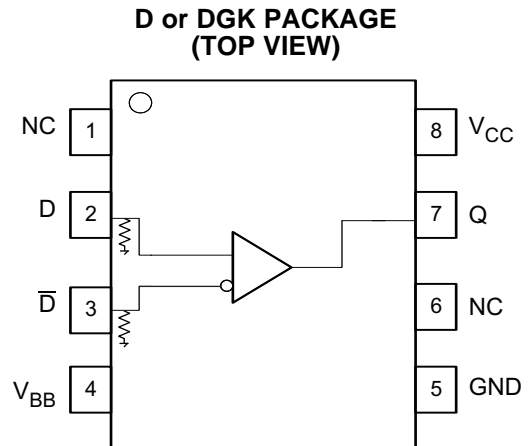 D or DGK PACKAGE
(TOP VIEW)
NC 1
8 VCC
D 2
7 Q
D̅ 3
6 NC
VBB 4
5 GND